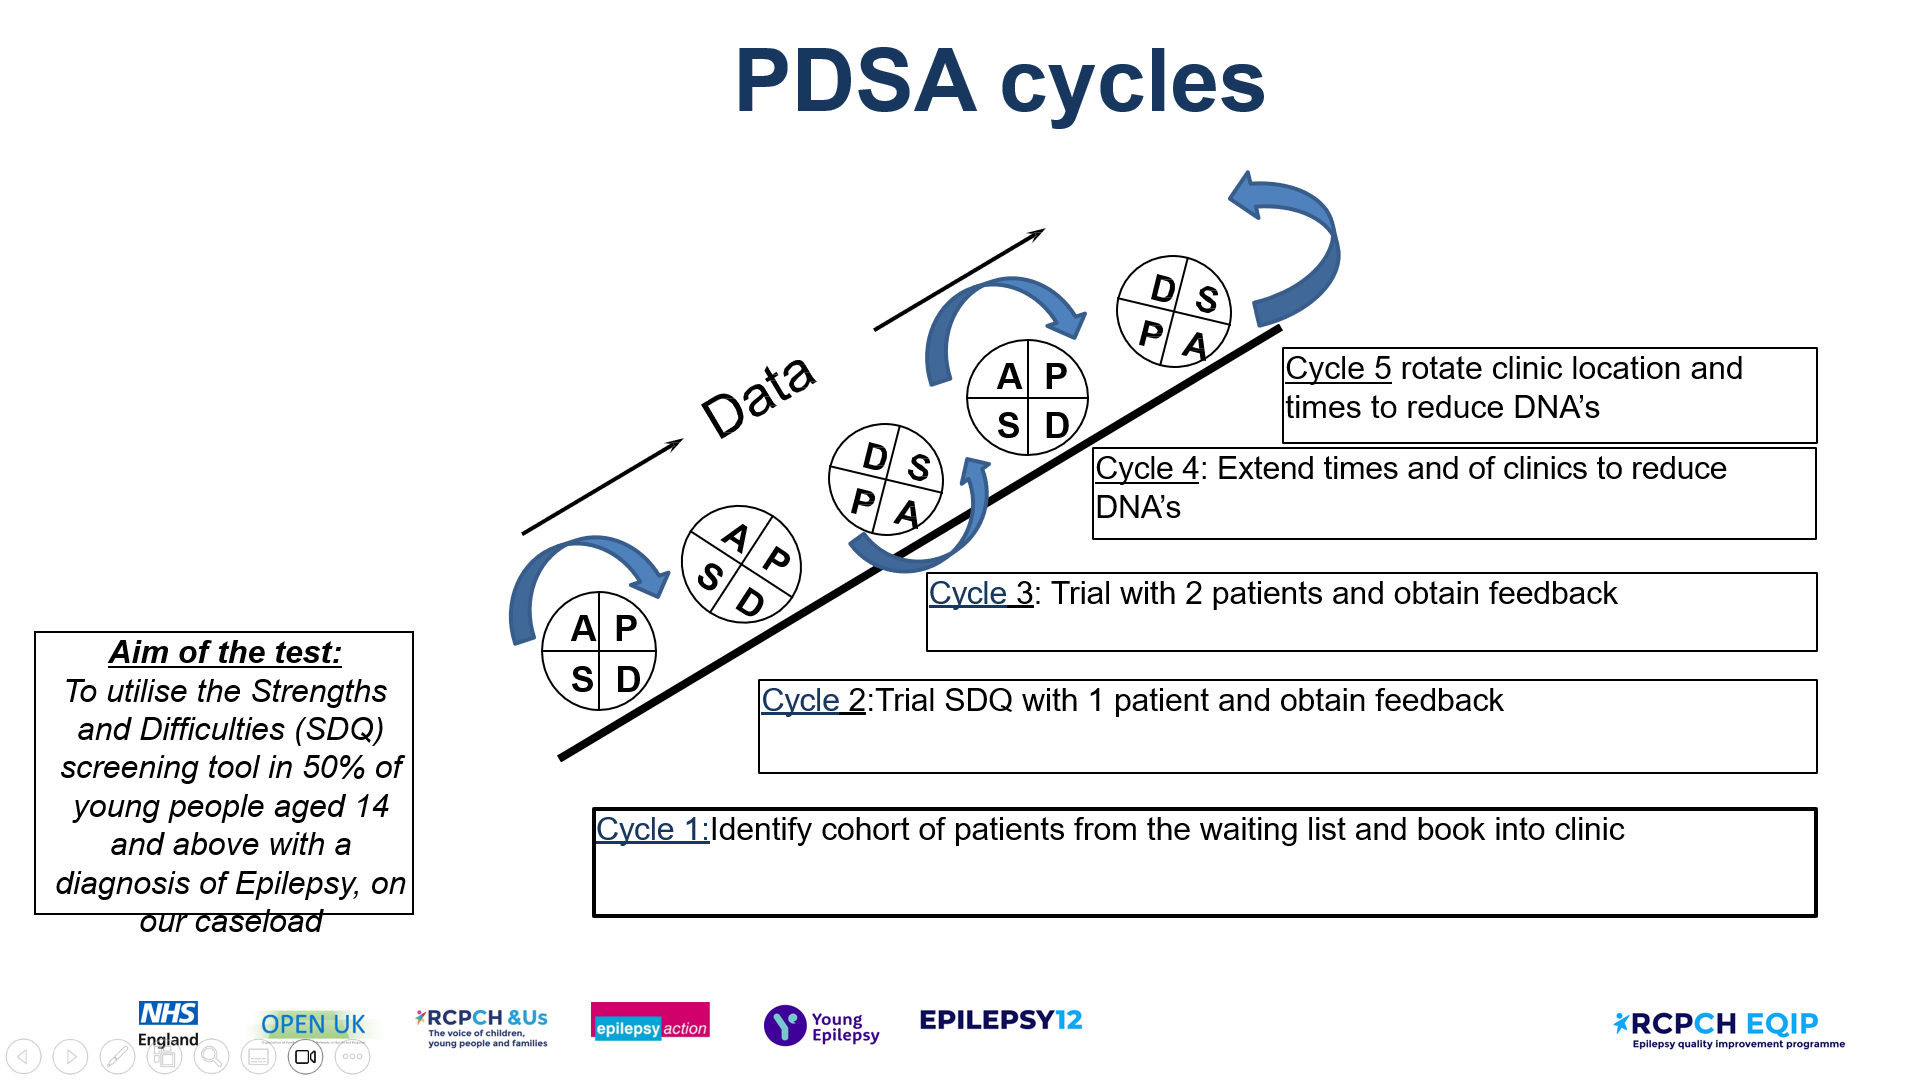 PDSA cycles
Data
D S
P A
A P
S D
D S
P A
A P
S D
A P
S D
Cycle 5 rotate clinic location and
times to reduce DNA’s
Cycle 4: Extend times and of clinics to reduce
DNA’s
Cycle 3: Trial with 2 patients and obtain feedback
Cycle 2:Trial SDQ with 1 patient and obtain feedback
Cycle 1:Identify cohort of patients from the waiting list and book into clinic
Aim of the test:
To utilise the Strengths
and Difficulties (SDQ)
screening tool in 50% of
young people aged 14
and above with a
diagnosis of Epilepsy, on
our caseload
NHS
England
OPEN UK
RCPCH &Us
The voice of children,
young people and families
epilepsy action
Young
Epilepsy
EPILEPSY12
RCPCH EQIP
Epilepsy quality improvement programme